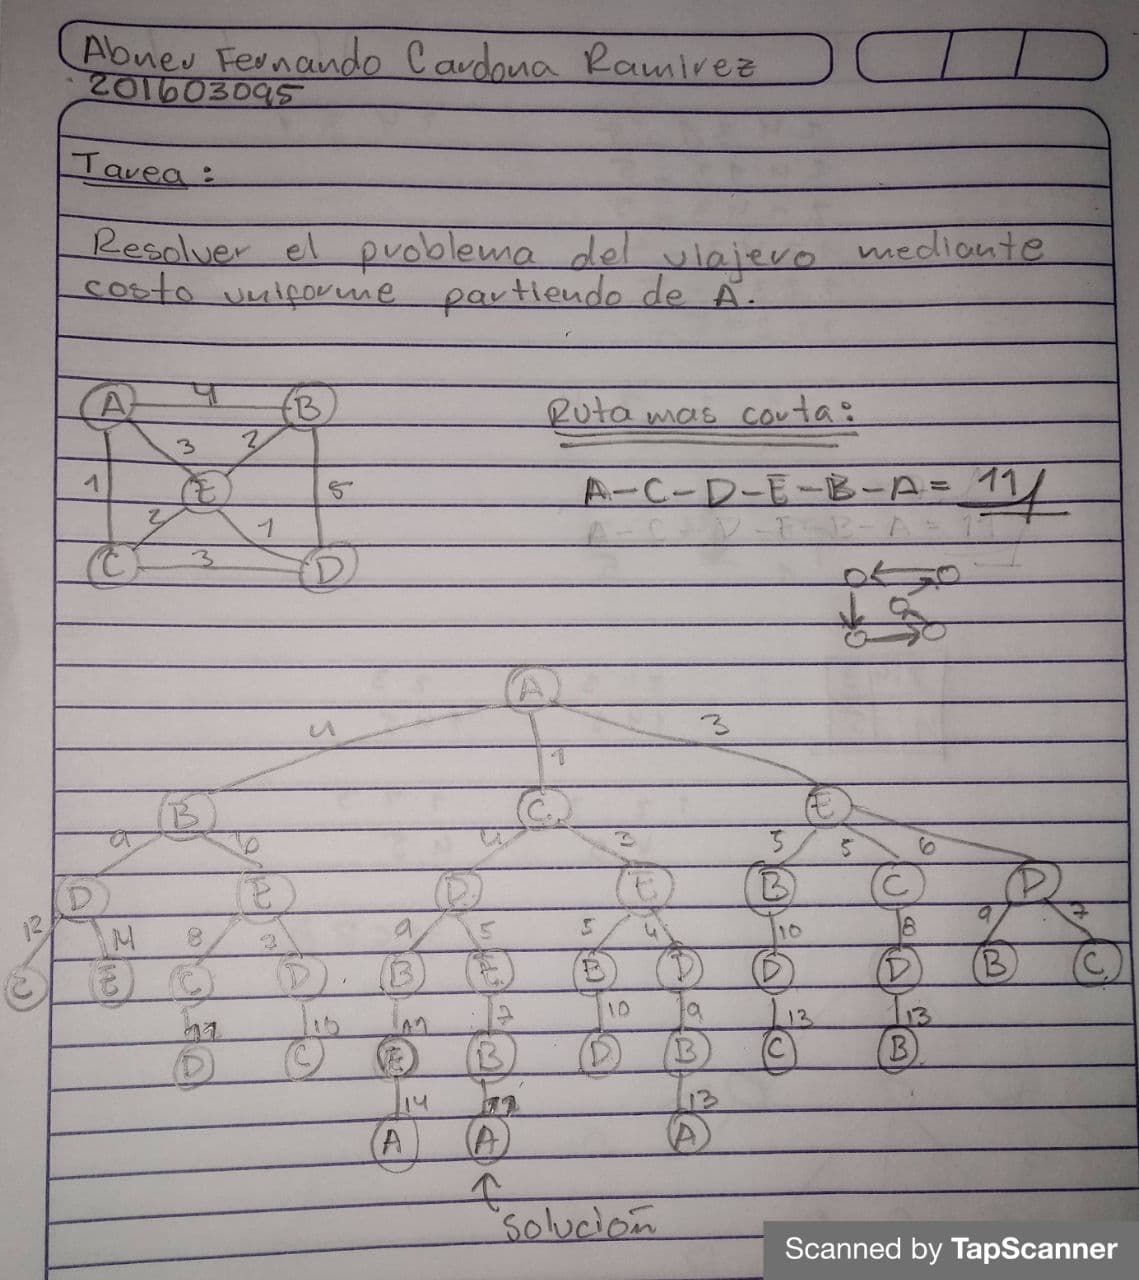 Abner Fernando Cardona Ramirez
201603095
Tarea:
Resolver el problema del viajero mediante
costo uniforme partiendo de A.
A 4 B
Ruta mas corta:
3 2
1 E 5
A-C-D-E-B-A= 11
A-C-D-E-B-A=11
2 1
C 3 D
A
4 1 3
B C E
9 6 4 3 5 5 6
D E D E B C D
12 14 8 7 9 5 5 4 10 8 9 7
C E C D B E B D D D B C
11 10 11 7 10 9 13 13
D C E B D B C B
14 11 13
A A A
Solución
Scanned by TapScanner